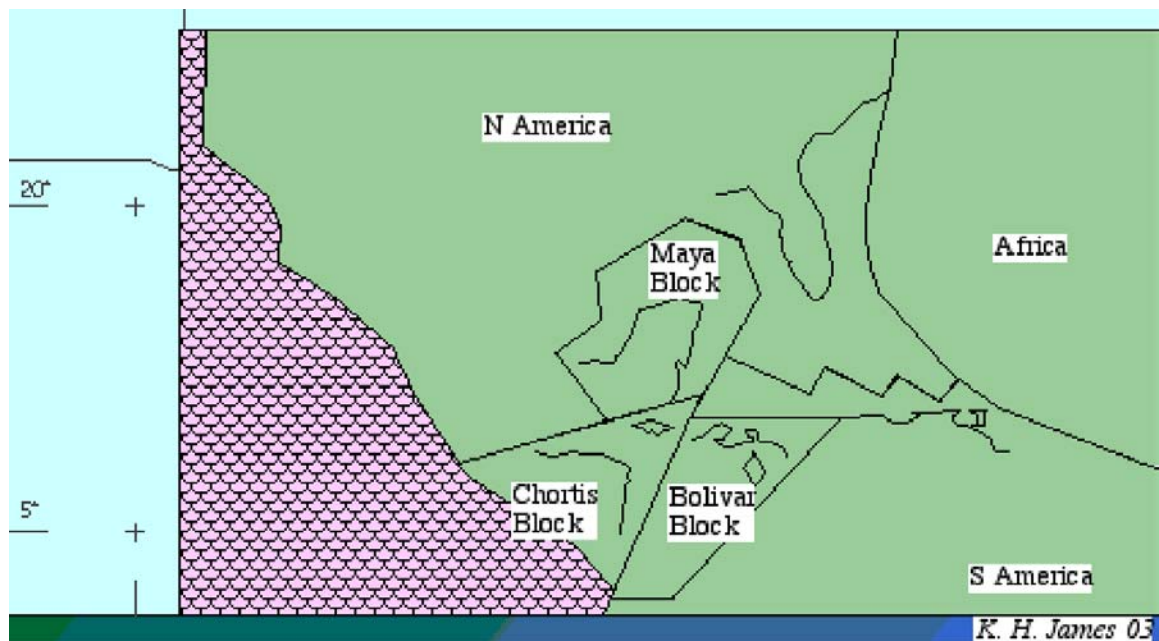 N America
20°
Maya
Block
Africa
5°
Chortis
Block
Bolivar
Block
S America
K. H. James 03